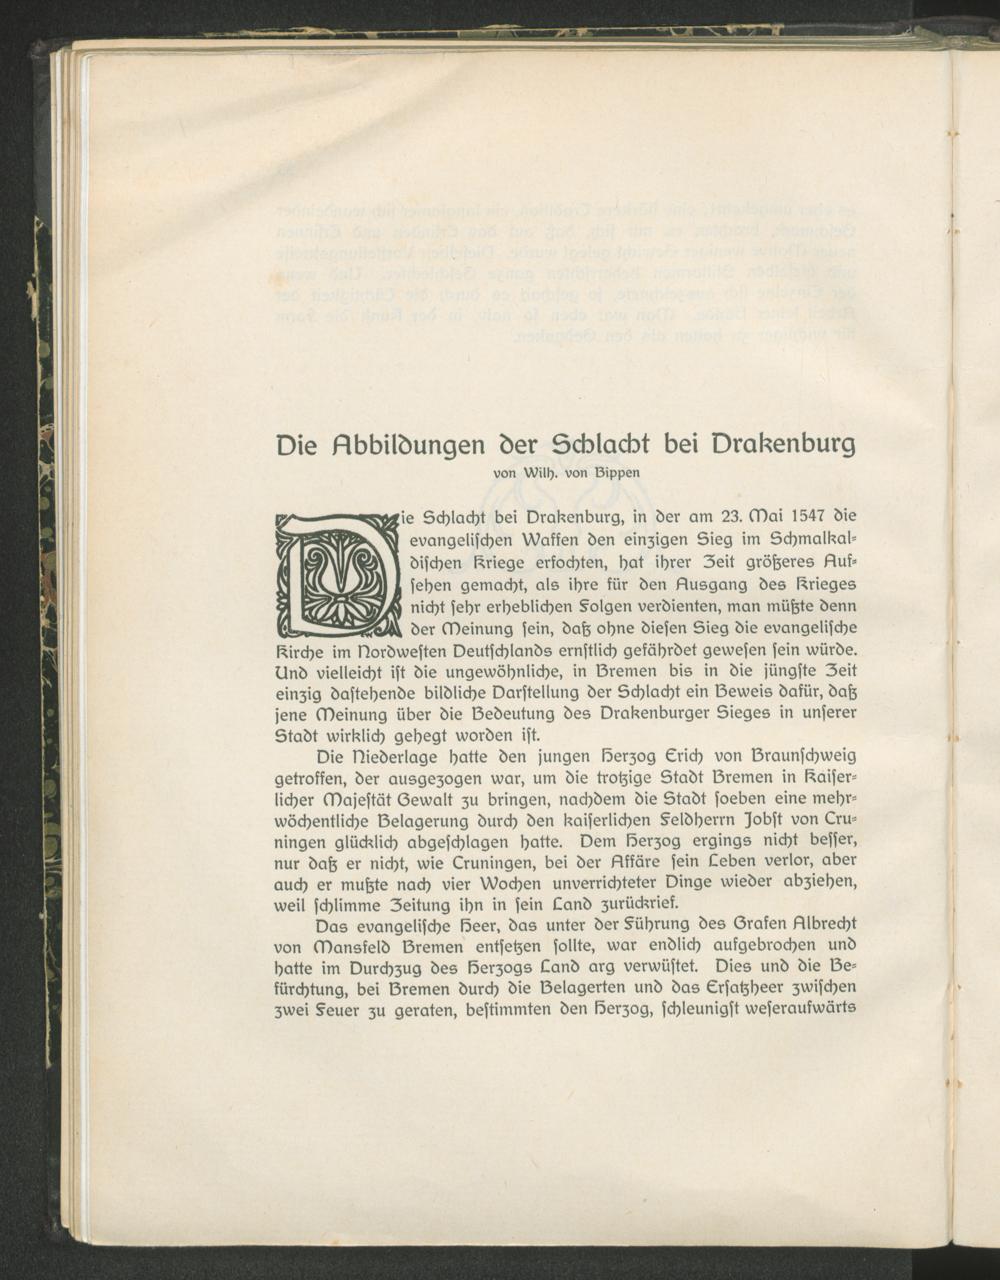 Die Abbildungen der Schlacht bei Drakenburg
von Wilh. von Bippen
Die Schlacht bei Drakenburg, in der am 23. Mai 1547 die
evangeliſchen Waffen den einzigen Sieg im Schmalkal⸗
diſchen Kriege erfochten, hat ihrer Zeit größeres Auf⸗
ſehen gemacht, als ihre für den Ausgang des Krieges
nicht ſehr erheblichen Folgen verdienten, man müßte denn
der Meinung ſein, daß ohne dieſen Sieg die evangeliſche
Kirche im Nordweſten Deutſchlands ernſtlich gefährdet geweſen ſein würde.
Und vielleicht iſt die ungewöhnliche, in Bremen bis in die jüngſte Zeit
einzig daſtehende bildliche Darſtellung der Schlacht ein Beweis dafür, daß
jene Meinung über die Bedeutung des Drakenburger Sieges in unſerer
Stadt wirklich gehegt worden iſt.
Die Niederlage hatte den jungen Herzog Erich von Braunſchweig
getroffen, der ausgezogen war, um die trotzige Stadt Bremen in Kaiſer⸗
licher Majeſtät Gewalt zu bringen, nachdem die Stadt ſoeben eine mehr⸗
wöchentliche Belagerung durch den kaiſerlichen Feldherrn Jobſt von Cru⸗
ningen glücklich abgeſchlagen hatte. Dem Herzog ergings nicht beſſer,
nur daß er nicht, wie Cruningen, bei der Affäre ſein Leben verlor, aber
auch er mußte nach vier Wochen unverrichteter Dinge wieder abziehen,
weil ſchlimme Zeitung ihn in ſein Land zurückrief.
Das evangeliſche Heer, das unter der Führung des Grafen Albrecht
von Mansfeld Bremen entſetzen ſollte, war endlich aufgebrochen und
hatte im Durchzug des Herzogs Land arg verwüſtet. Dies und die Be⸗
fürchtung, bei Bremen durch die Belagerten und das Erſatzheer zwiſchen
zwei Feuer zu geraten, beſtimmten den Herzog, ſchleunigſt weſeraufwärts